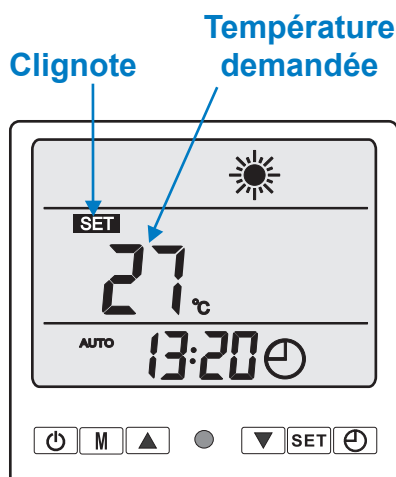 Température
demandée
Clignote
SET
27 °C
AUTO 13:20
M SET